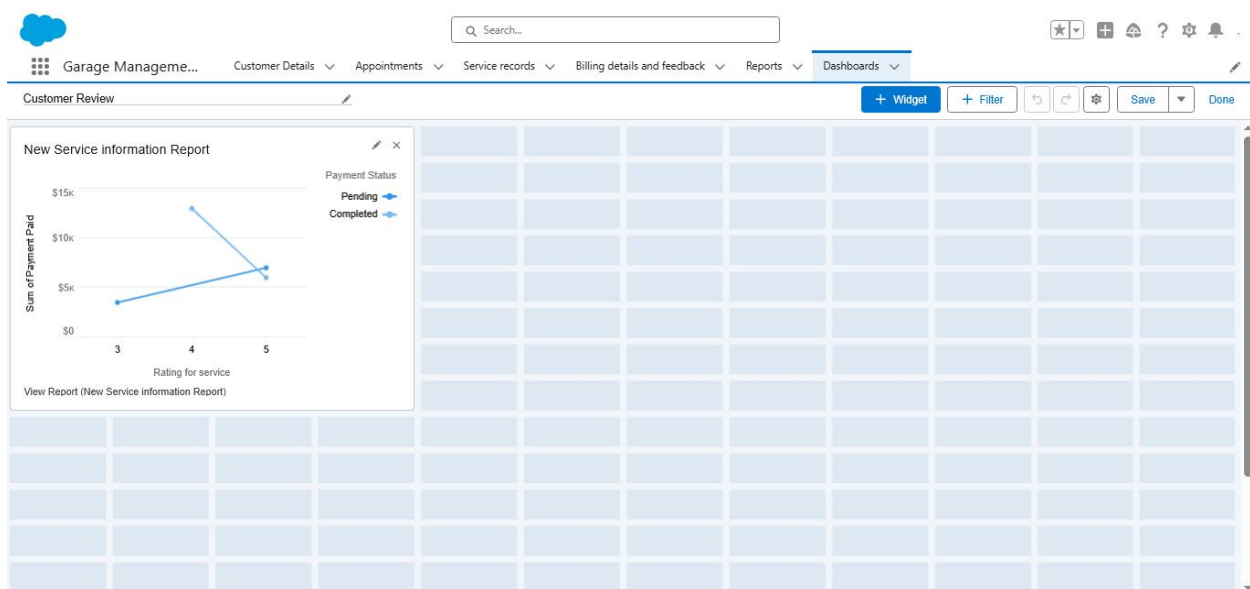 Search...
Garage Manageme... Customer Details Appointments Service records Billing details and feedback Reports Dashboards
Customer Review + Widget + Filter Save Done
New Service information Report
Payment Status
Pending
Completed
Sum of Payment Paid
$15K
$10K
$5K
$0
3 4 5
Rating for service
View Report (New Service information Report)